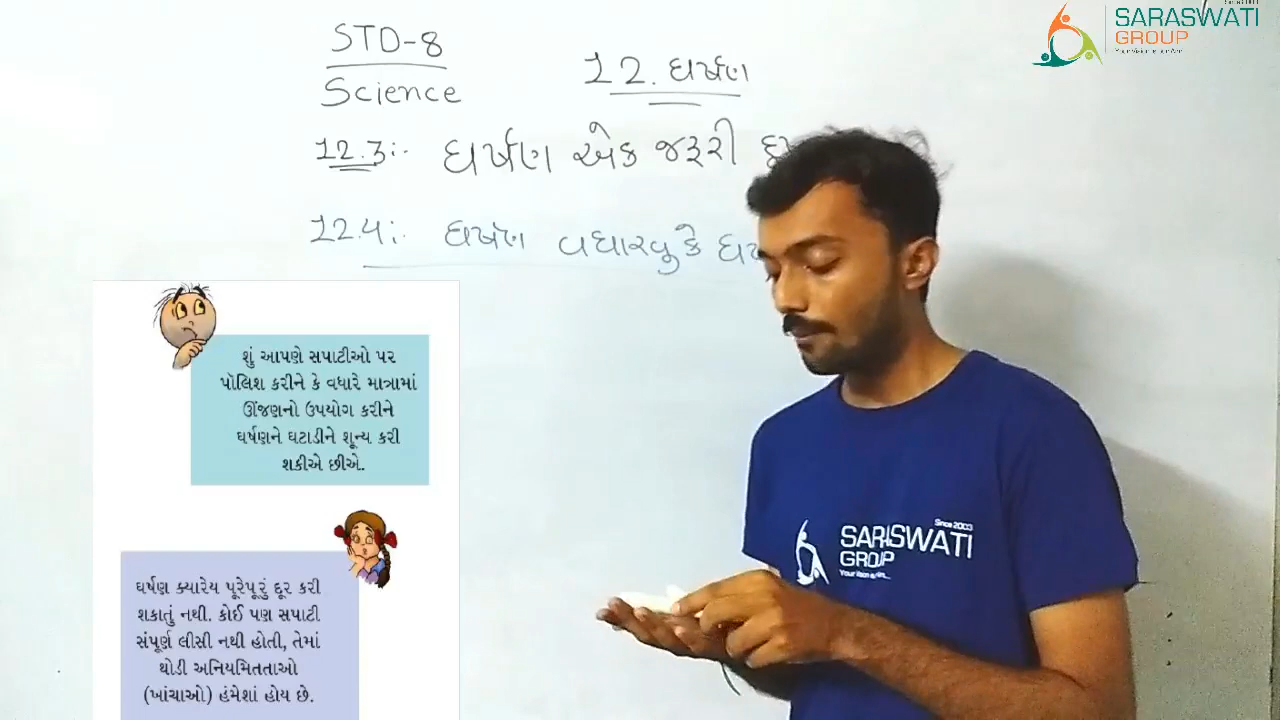 STD-8
Science
12. ઘર્ષણ
12.3:- ઘર્ષણ એક જરૂરી
12.4:- ઘર્ષણ વધારવુ કે
શું આપણે સપાટીઓ પર
પૉલિશ કરીને કે વધારે માત્રામાં
ઊંજણનો ઉપયોગ કરીને
ઘર્ષણને ઘટાડીને શૂન્ય કરી
શકીએ છીએ.
ઘર્ષણ ક્યારેય પૂરેપૂરું દૂર કરી
શકાતું નથી. કોઈ પણ સપાટી
સંપૂર્ણ લીસી નથી હોતી, તેમાં
થોડી અનિયમિતતાઓ
(ખાંચાઓ) હંમેશાં હોય છે.
SARASWATI
GROUP
Since 2003
SARASWATI
GROUP